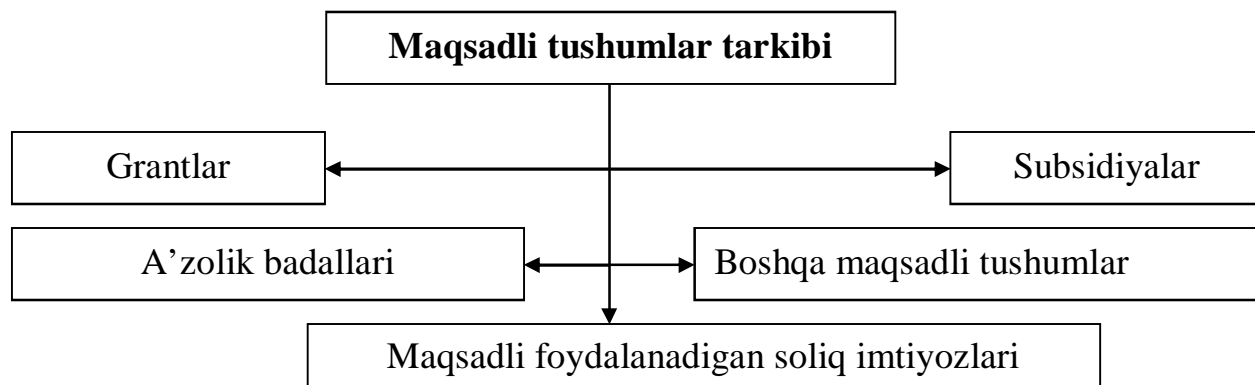 Maqsadli tushumlar tarkibi
Grantlar
Subsidiyalar
A’zolik badallari
Boshqa maqsadli tushumlar
Maqsadli foydalanadigan soliq imtiyozlari